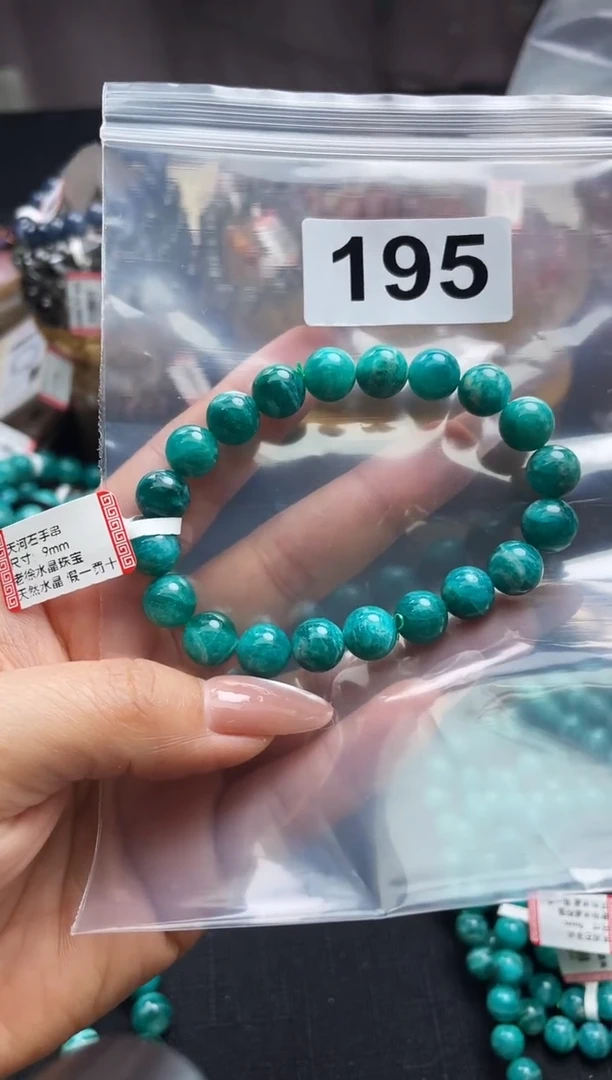 195
天河石手串
尺寸: 9mm
老徐水晶珠宝
天然水晶 假一罚十